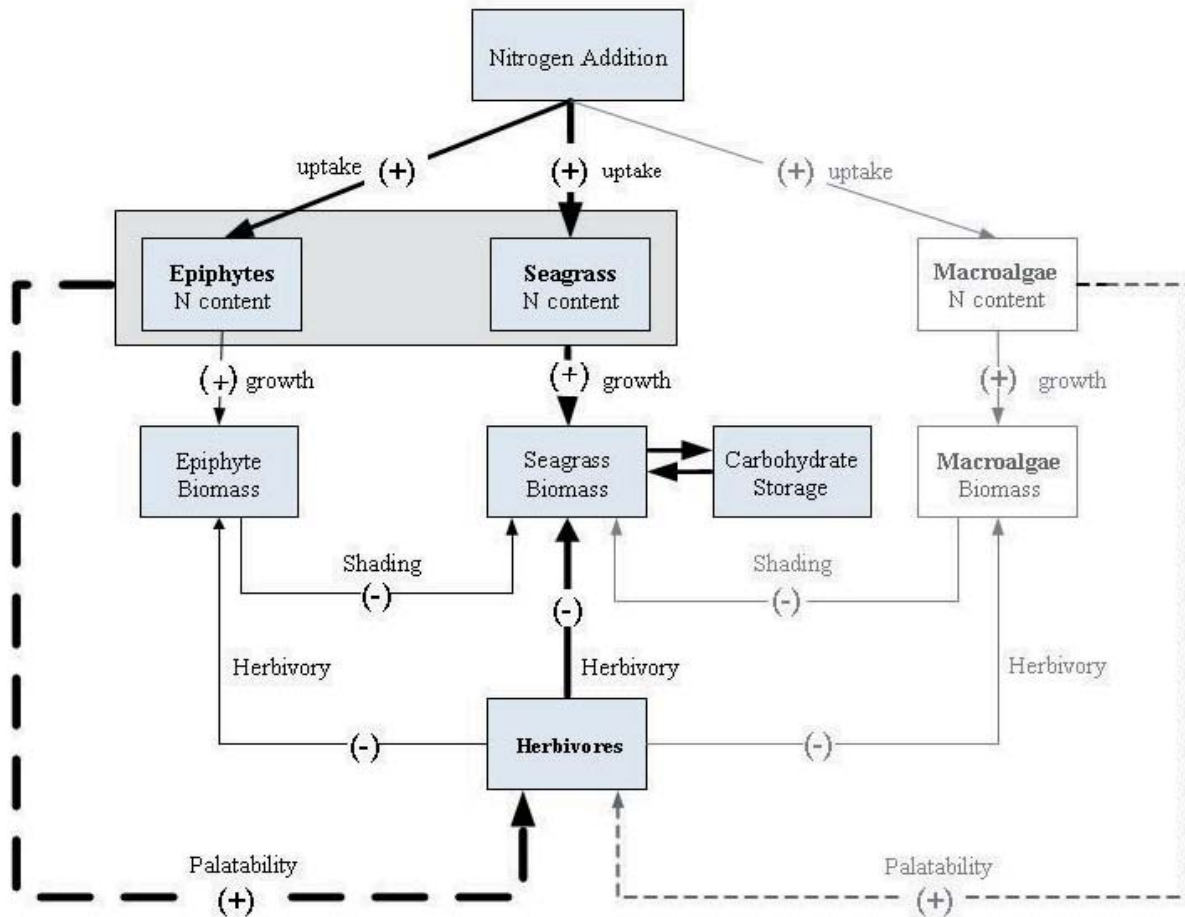 Nitrogen Addition
uptake (+)
(+) uptake
(+) uptake
Epiphytes
N content
Seagrass
N content
Macroalgae
N content
(+) growth
(+) growth
(+) growth
Epiphyte
Biomass
Seagrass
Biomass
Carbohydrate
Storage
Macroalgae
Biomass
Shading
(-)
(-)
Shading
(-)
Herbivory
Herbivory
Herbivory
(-)
Herbivores
(-)
Palatability
(+)
Palatability
(+)